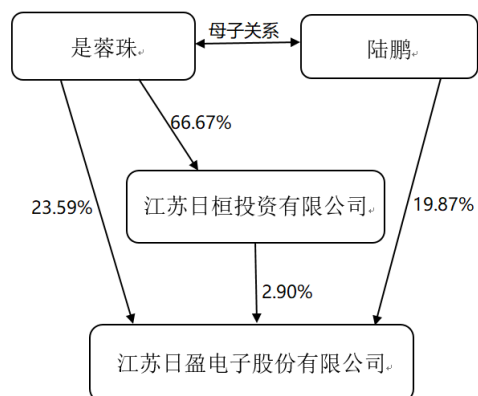 是蓉珠
母子关系
陆鹏
66.67%
23.59%
江苏日桓投资有限公司
19.87%
2.90%
江苏日盈电子股份有限公司